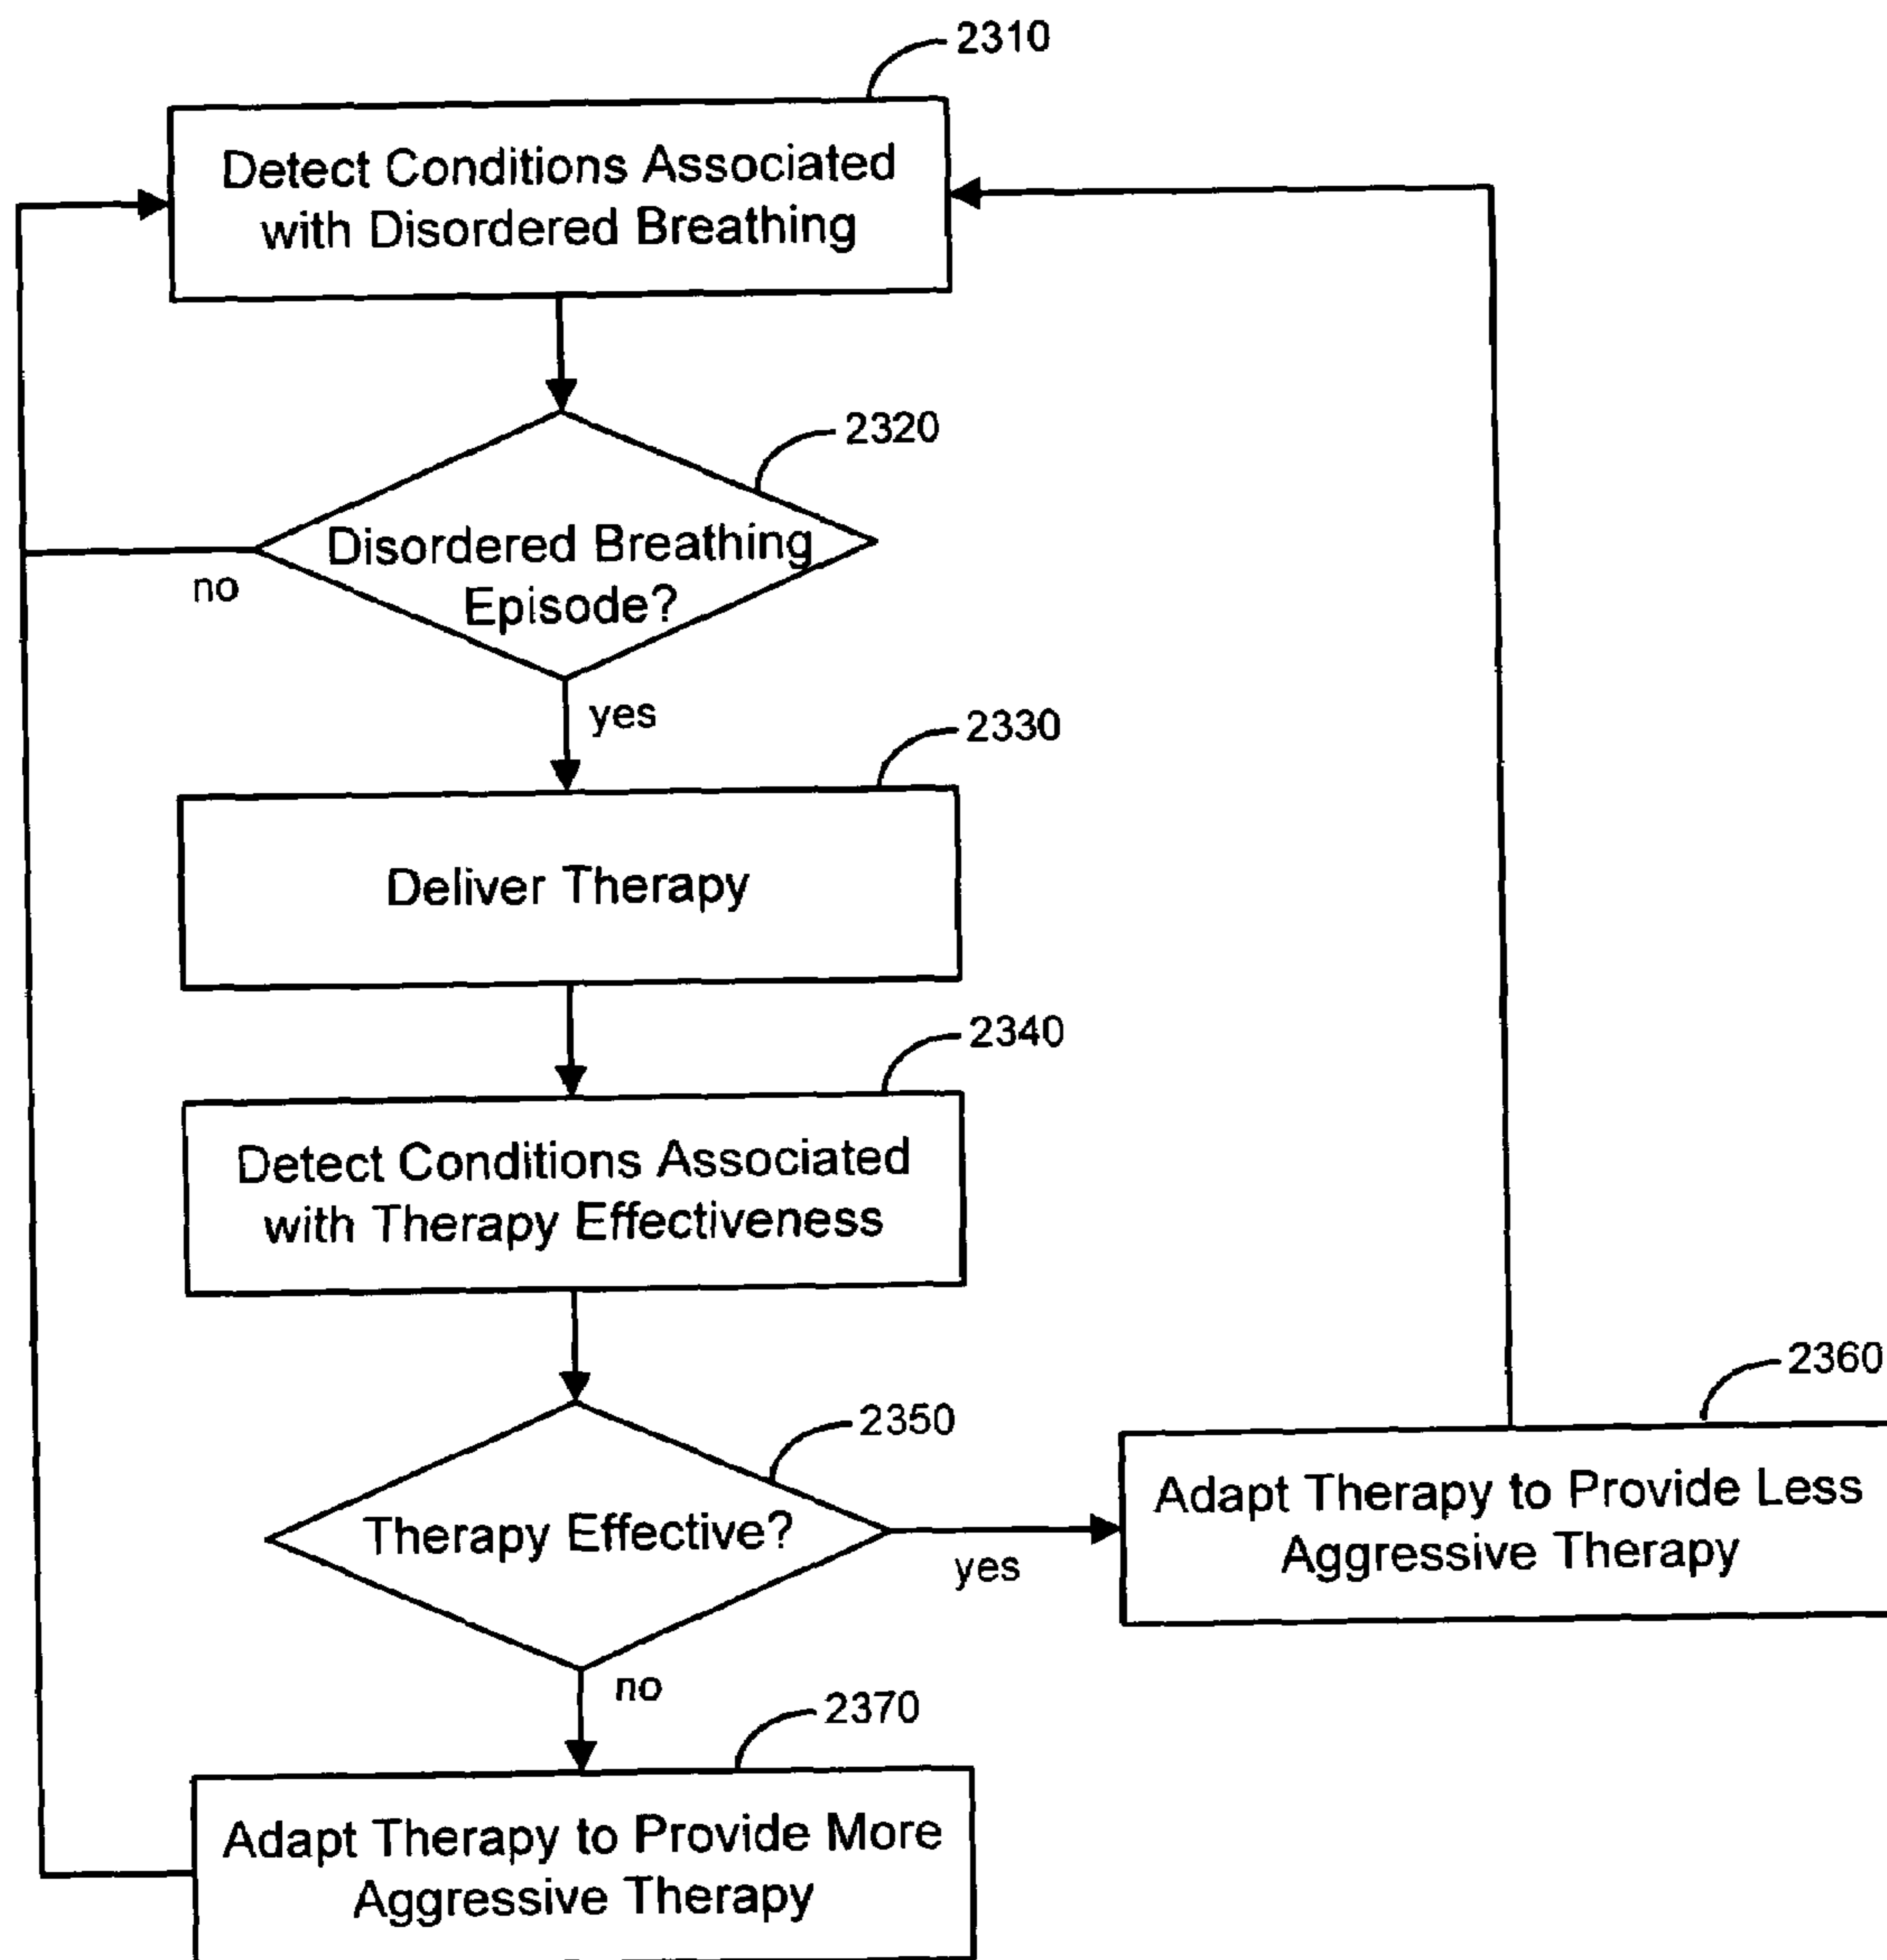 2310
Detect Conditions Associated
with Disordered Breathing
2320
Disordered Breathing
Episode?
no
yes
2330
Deliver Therapy
2340
Detect Conditions Associated
with Therapy Effectiveness
2350
Therapy Effective?
yes
2360
Adapt Therapy to Provide Less
Aggressive Therapy
no
2370
Adapt Therapy to Provide More
Aggressive Therapy